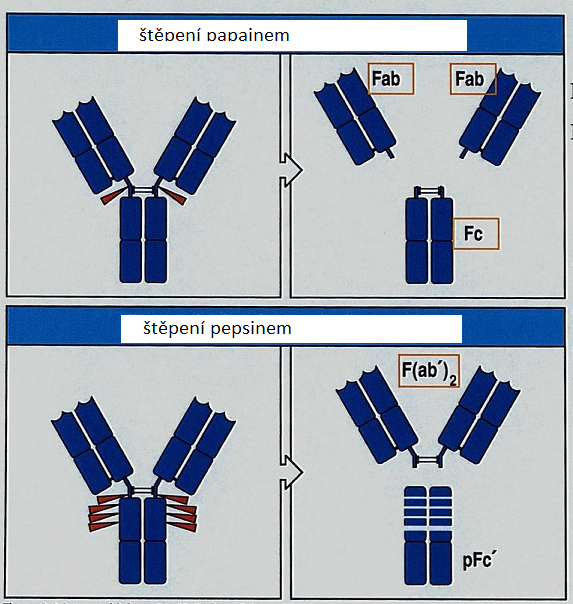 štěpení papainem
Fab
Fab
Fc
štěpení pepsinem
F(ab´)2
pFc´